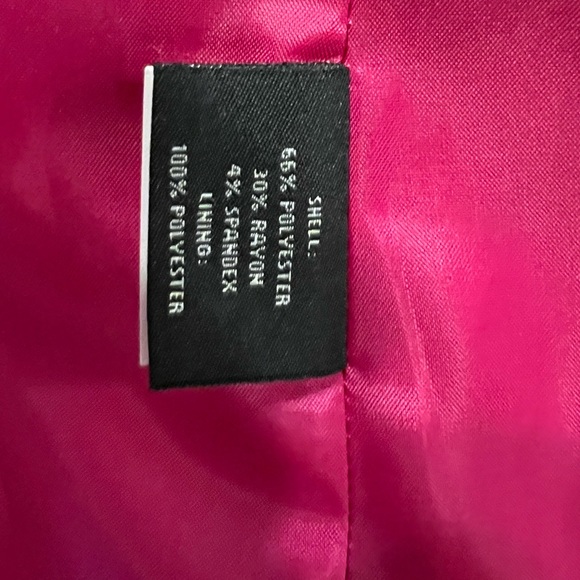 SHELL:
66% POLYESTER
30% RAYON
4% SPANDEX
LINING:
100% POLYESTER